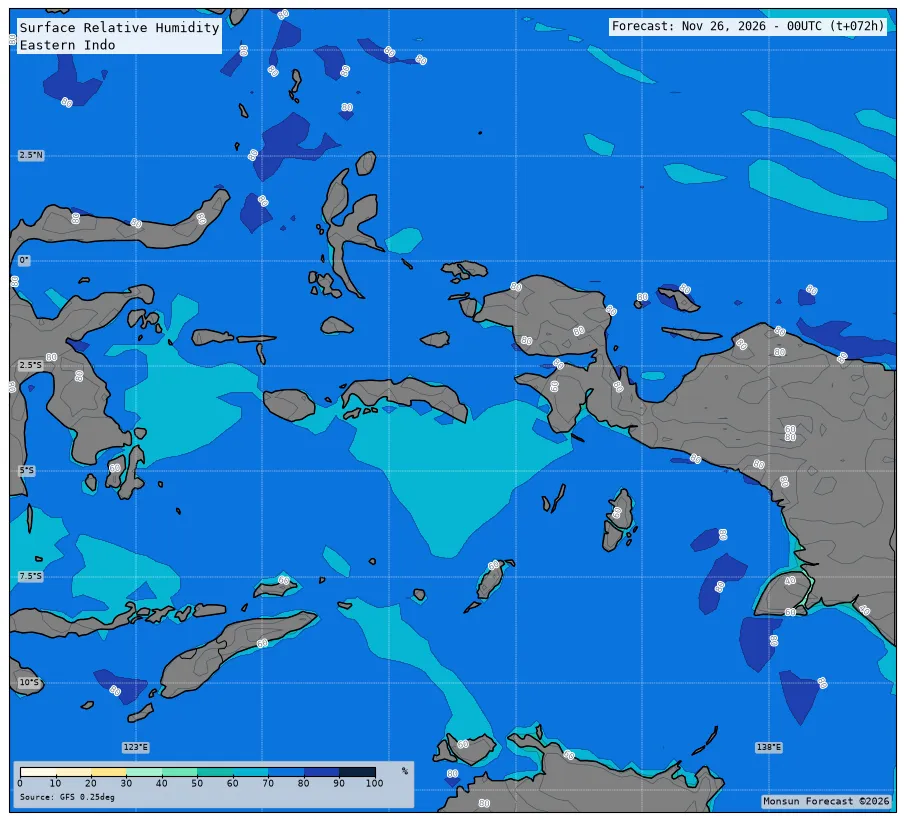 Surface Relative Humidity
Eastern Indo
Forecast: Nov 26, 2026 - 00UTC (t+072h)
2.5°N
0°
2.5°S
5°S
7.5°S
10°S
123°E
138°E
0 10 20 30 40 50 60 70 80 90 100 %
Source: GFS 0.25deg
Monsun Forecast ©2026